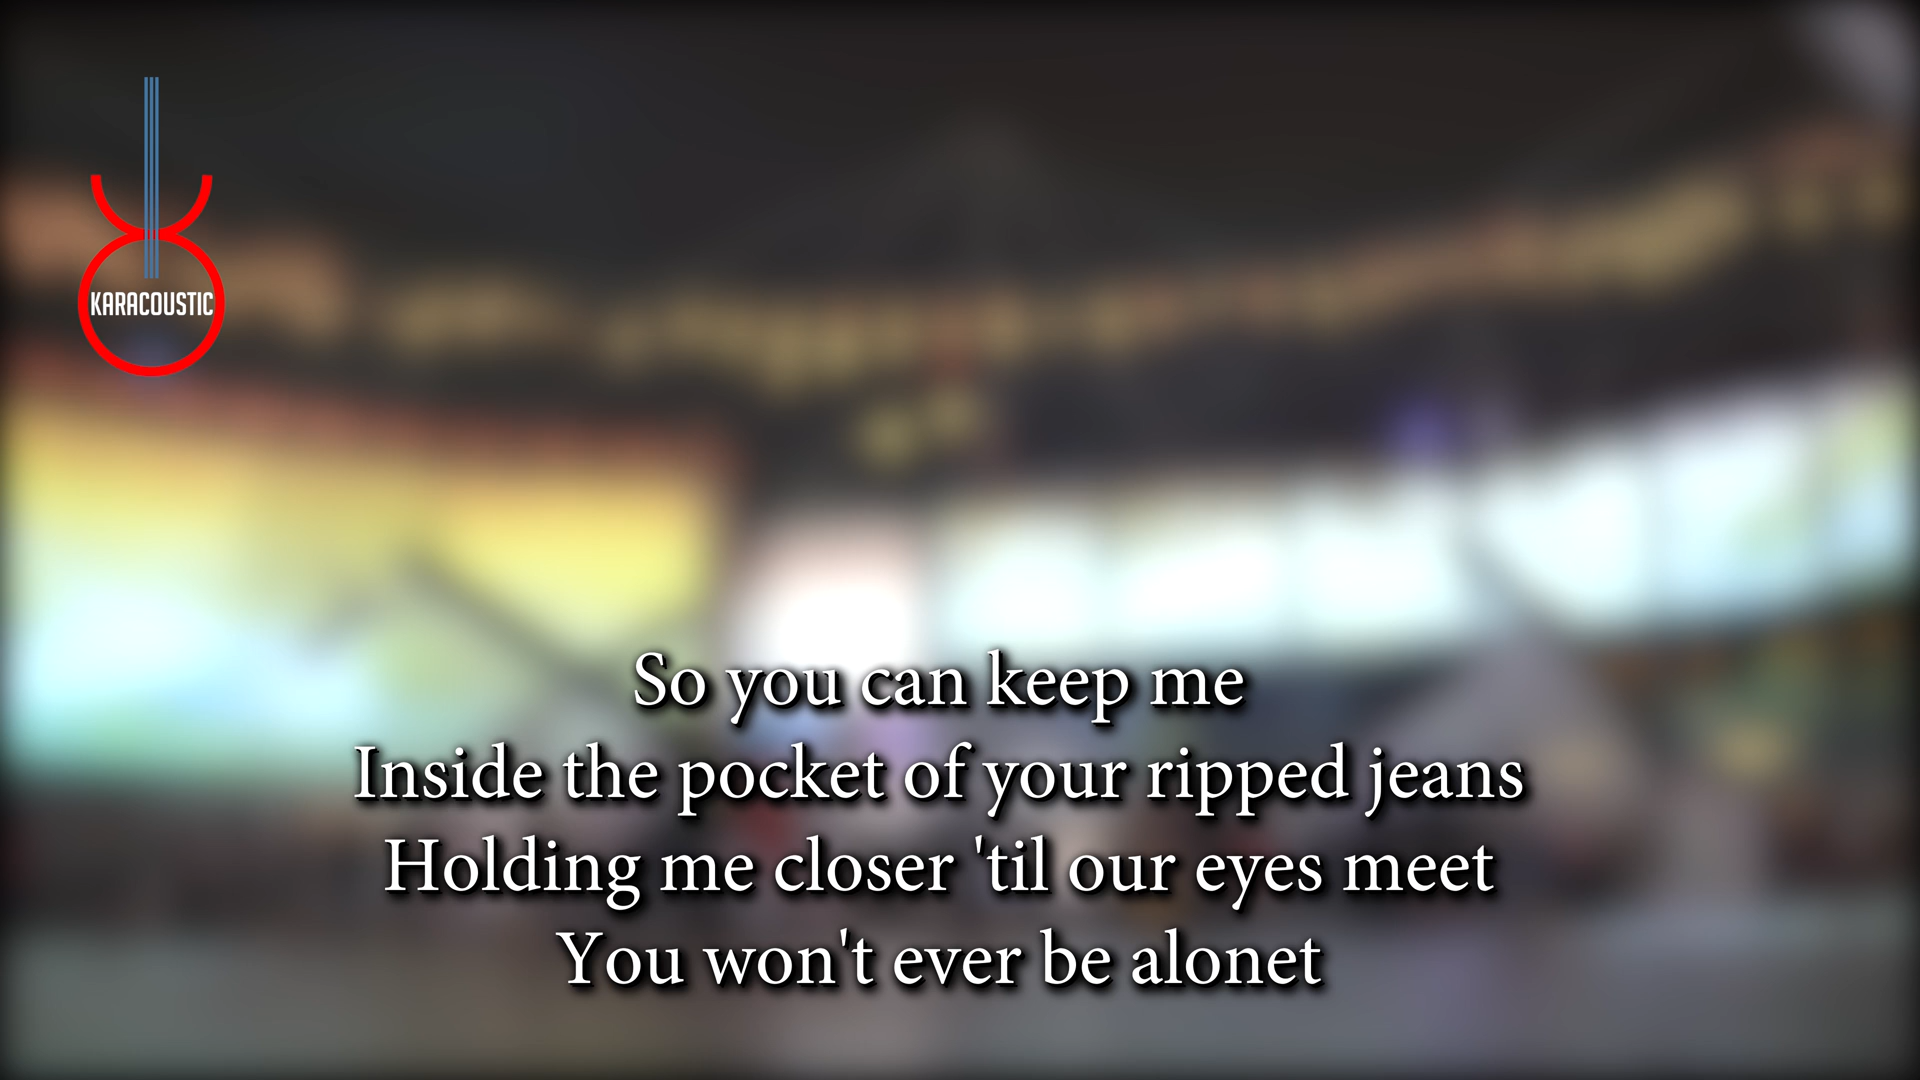 KARACOUSTIC
So you can keep me
Inside the pocket of your ripped jeans
Holding me closer 'til our eyes meet
You won't ever be alonet